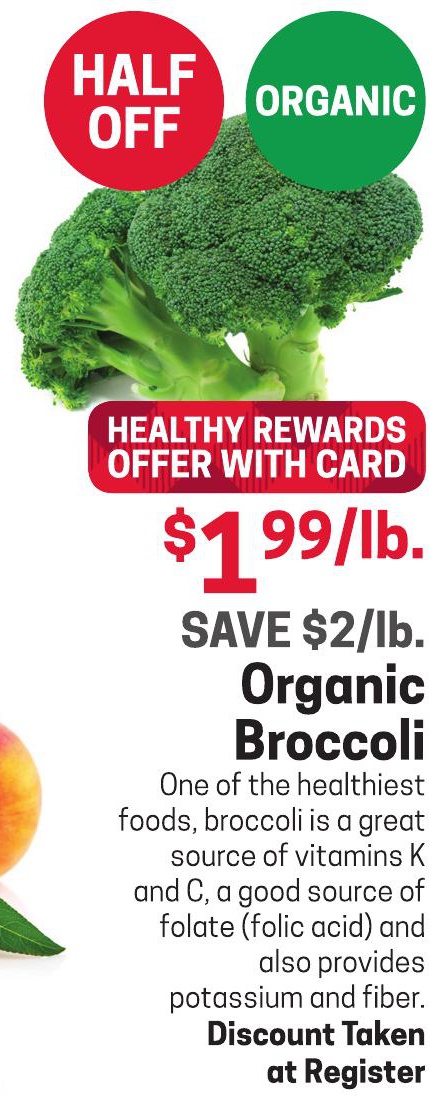 HALF
OFF
ORGANIC
HEALTHY REWARDS
OFFER WITH CARD
$1 99/lb.
SAVE $2/lb.
Organic
Broccoli
One of the healthiest
foods, broccoli is a great
source of vitamins K
and C, a good source of
folate (folic acid) and
also provides
potassium and fiber.
Discount Taken
at Register